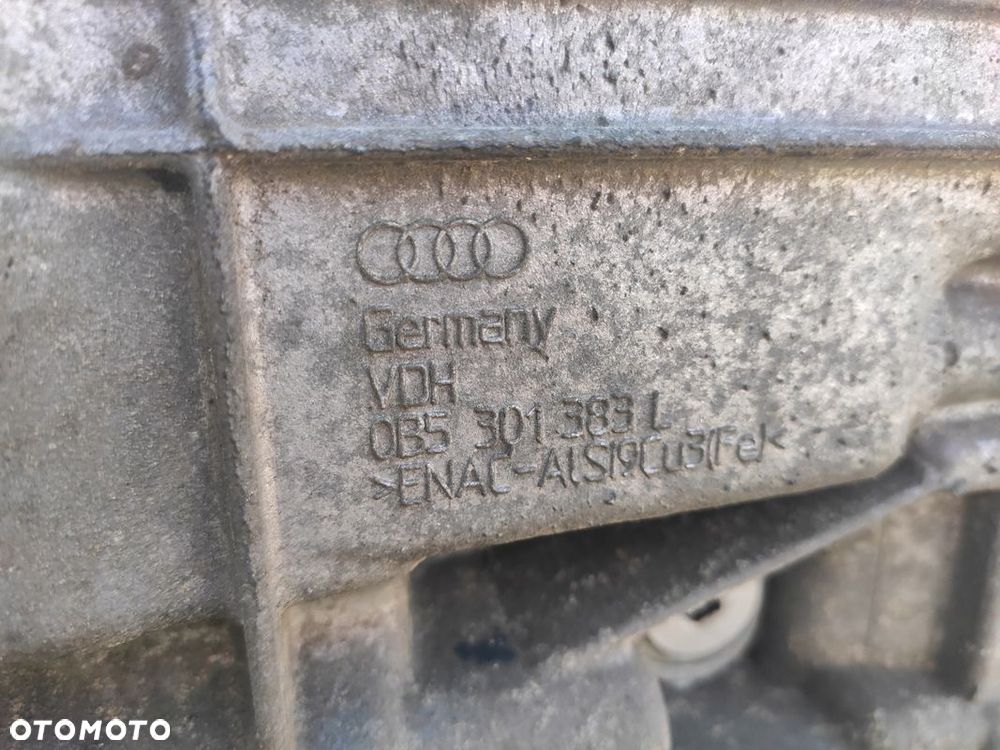 Germany
VDH
0B5 301 383 L
>ENAC-AlSi9Cu3(Fe)<
OTOMOTO